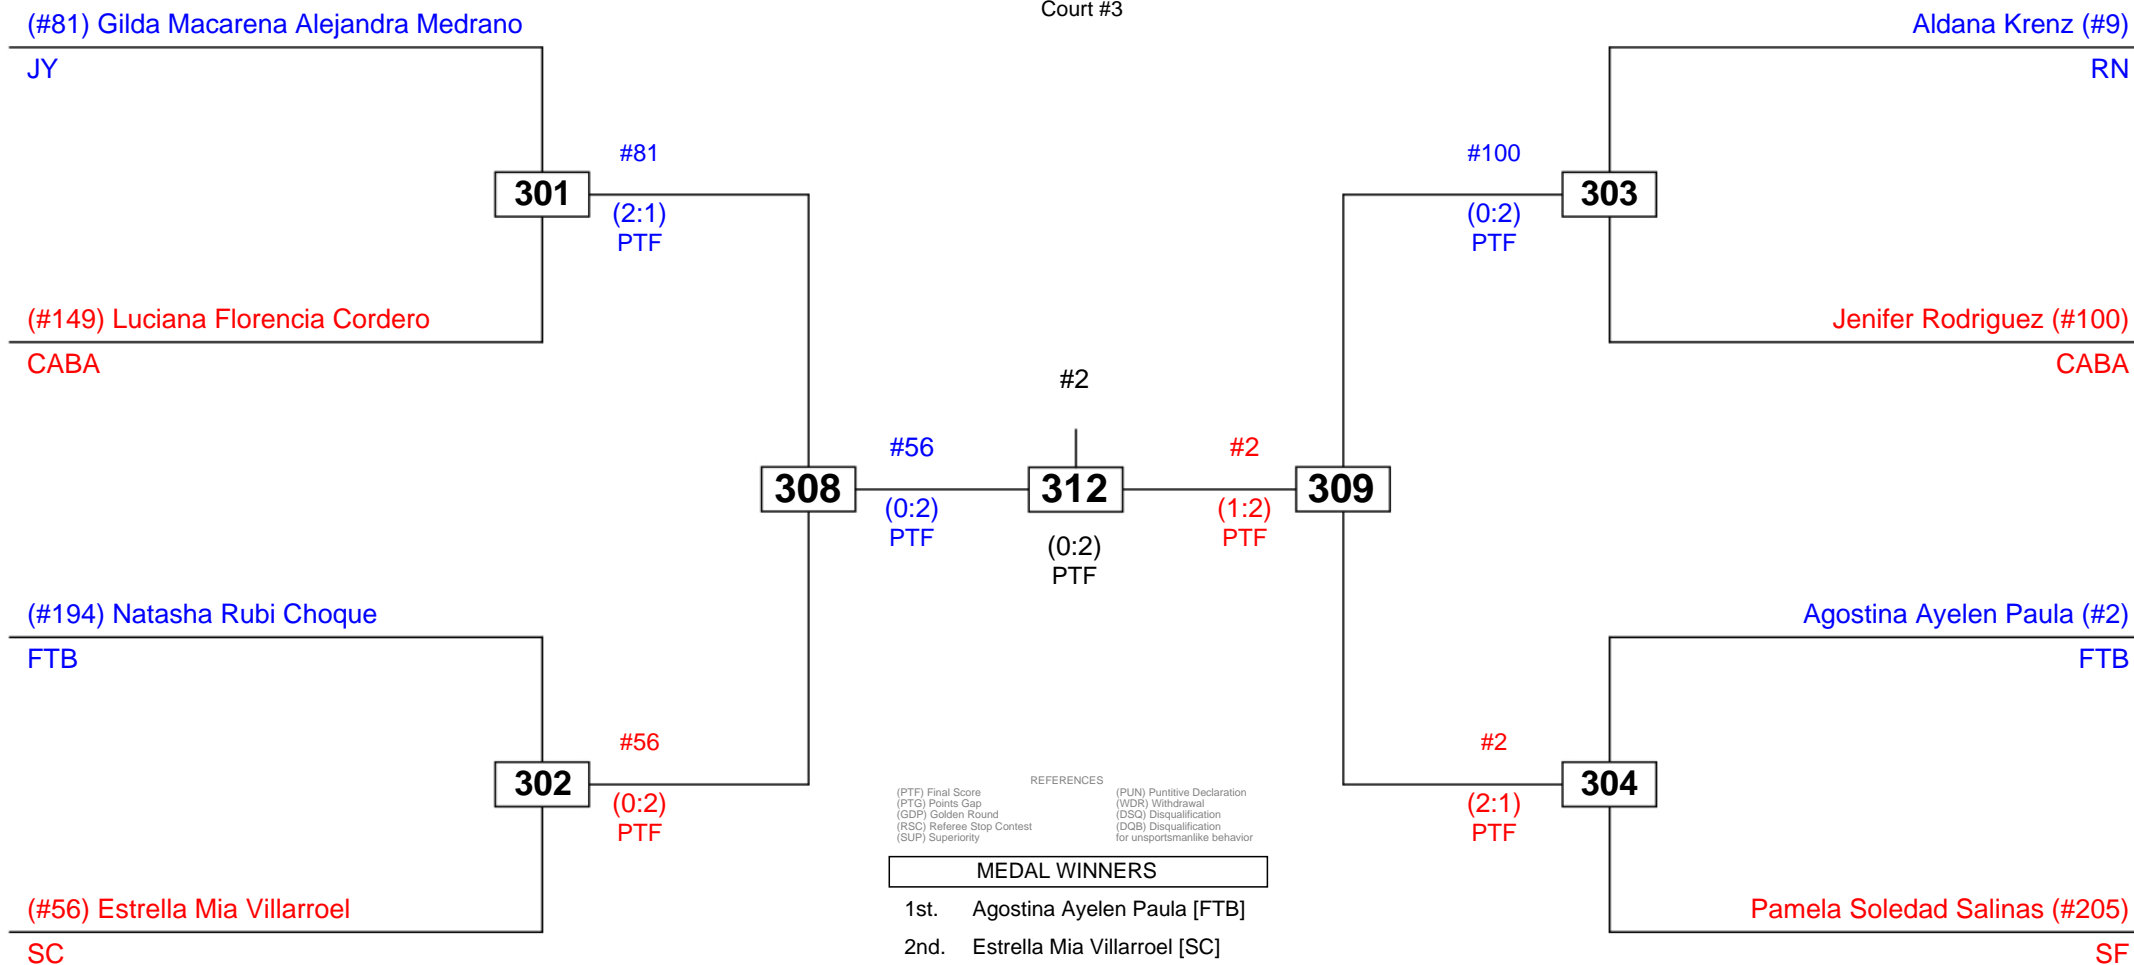 Court #3
(#81) Gilda Macarena Alejandra Medrano
JY
Aldana Krenz (#9)
RN
#81
301
(2:1)
PTF
#100
303
(0:2)
PTF
(#149) Luciana Florencia Cordero
CABA
Jenifer Rodriguez (#100)
CABA
#2
#56
308
(0:2)
PTF
312
(0:2)
PTF
#2
309
(1:2)
PTF
(#194) Natasha Rubi Choque
FTB
Agostina Ayelen Paula (#2)
FTB
#56
302
(0:2)
PTF
#2
304
(2:1)
PTF
(#56) Estrella Mia Villarroel
SC
Pamela Soledad Salinas (#205)
SF
REFERENCES
(PTF) Final Score
(PTG) Points Gap
(GDP) Golden Round
(RSC) Referee Stop Contest
(SUP) Superiority
(PUN) Puntitive Declaration
(WDR) Withdrawal
(DSQ) Disqualification
(DQB) Disqualification
for unsportsmanlike behavior
MEDAL WINNERS
1st. Agostina Ayelen Paula [FTB]
2nd. Estrella Mia Villarroel [SC]